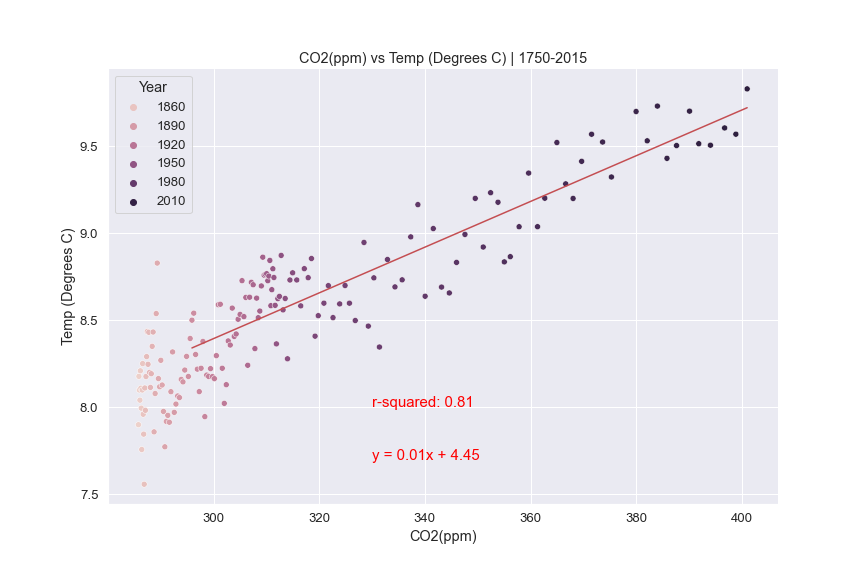 CO2(ppm) vs Temp (Degrees C) | 1750-2015
Year
1860
1890
1920
1950
1980
2010
9.5
9.0
8.5
8.0
7.5
Temp (Degrees C)
r-squared: 0.81
y = 0.01x + 4.45
300 320 340 360 380 400
CO2(ppm)